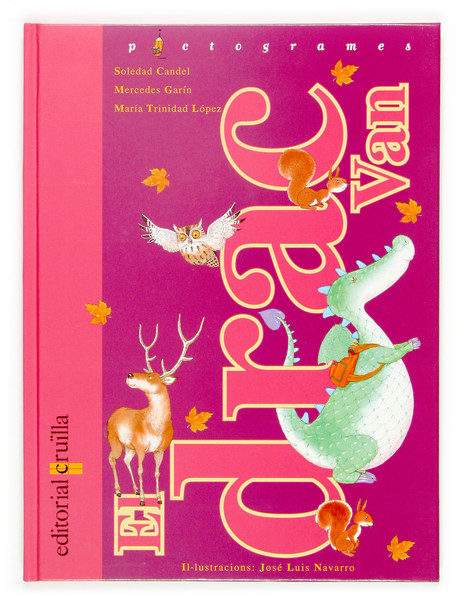 pictogrames
Soledad Candel
Mercedes Garín
María Trinidad López
El
drac
Van
Il·lustracions: José Luis Navarro
editorial cruïlla